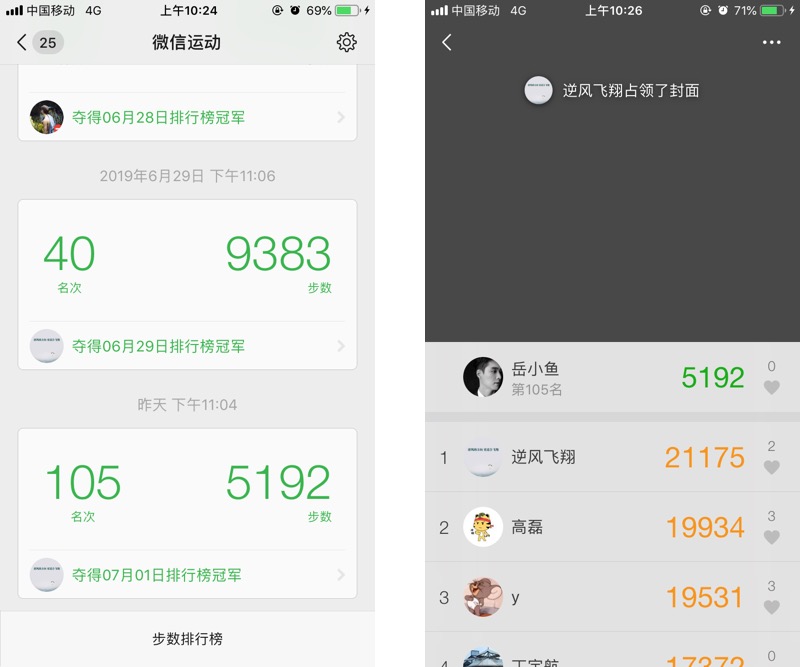 中国移动 4G 上午10:24 69%
25 微信运动
夺得06月28日排行榜冠军
2019年6月29日 下午11:06
40 9383
名次 步数
夺得06月29日排行榜冠军
昨天 下午11:04
105 5192
名次 步数
夺得07月01日排行榜冠军
步数排行榜
中国移动 4G 上午10:26 71%
逆风飞翔占领了封面
岳小鱼 5192 0
第105名
1 逆风飞翔 21175 2
2 高磊 19934 3
3 y 19531 3
4 丁宇航 17372 0